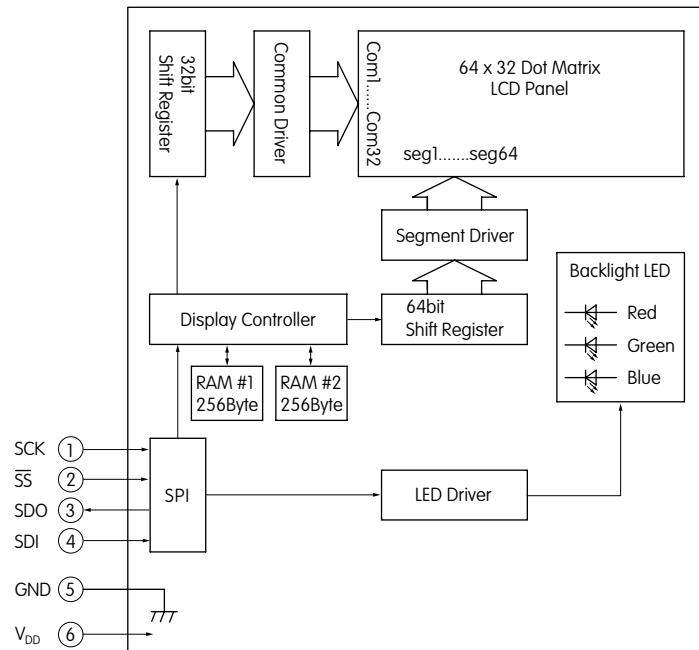 32bit
Shift Register
Common Driver
Com1......Com32
64 x 32 Dot Matrix
LCD Panel
seg1.......seg64
Segment Driver
Backlight LED
Red
Green
Blue
Display Controller
64bit
Shift Register
RAM #1
256Byte
RAM #2
256Byte
SCK 1
S̅S̅ 2
SDO 3
SDI 4
SPI
LED Driver
GND 5
VDD 6